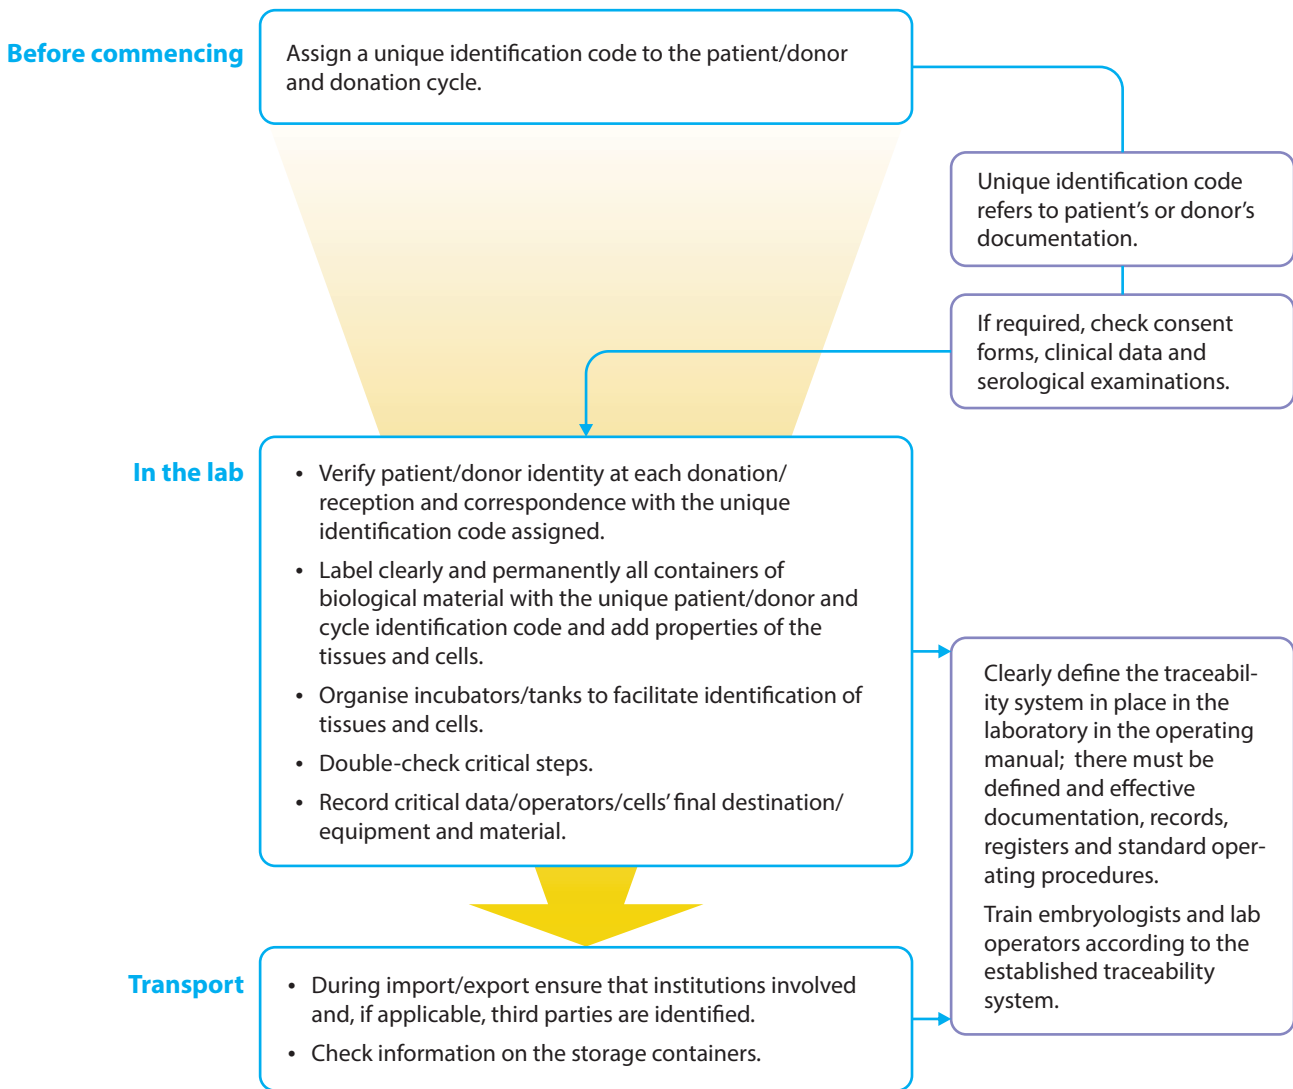 Before commencing
Assign a unique identification code to the patient/donor
and donation cycle.
Unique identification code
refers to patient’s or donor’s
documentation.
If required, check consent
forms, clinical data and
serological examinations.
In the lab
• Verify patient/donor identity at each donation/
reception and correspondence with the unique
identification code assigned.
• Label clearly and permanently all containers of
biological material with the unique patient/donor and
cycle identification code and add properties of the
tissues and cells.
• Organise incubators/tanks to facilitate identification of
tissues and cells.
• Double-check critical steps.
• Record critical data/operators/cells’ final destination/
equipment and material.
Clearly define the traceabil-
ity system in place in the
laboratory in the operating
manual; there must be
defined and effective
documentation, records,
registers and standard oper-
ating procedures.
Train embryologists and lab
operators according to the
established traceability
system.
Transport
• During import/export ensure that institutions involved
and, if applicable, third parties are identified.
• Check information on the storage containers.